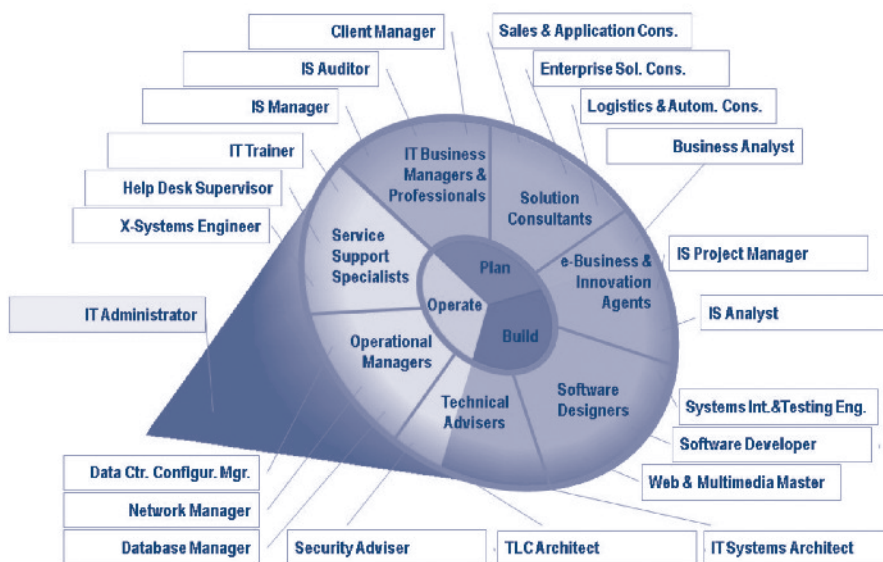 Client Manager
Sales & Application Cons.
IS Auditor
Enterprise Sol. Cons.
IS Manager
Logistics & Autom. Cons.
IT Trainer
Business Analyst
Help Desk Supervisor
X-Systems Engineer
IT Business
Managers &
Professionals
Solution
Consultants
Service
Support
Specialists
Plan
e-Business &
Innovation
Agents
IS Project Manager
Operate
IT Administrator
IS Analyst
Build
Operational
Managers
Technical
Advisers
Software
Designers
Systems Int.&Testing Eng.
Software Developer
Data Ctr. Configur. Mgr.
Web & Multimedia Master
Network Manager
Database Manager
Security Adviser
TLC Architect
IT Systems Architect